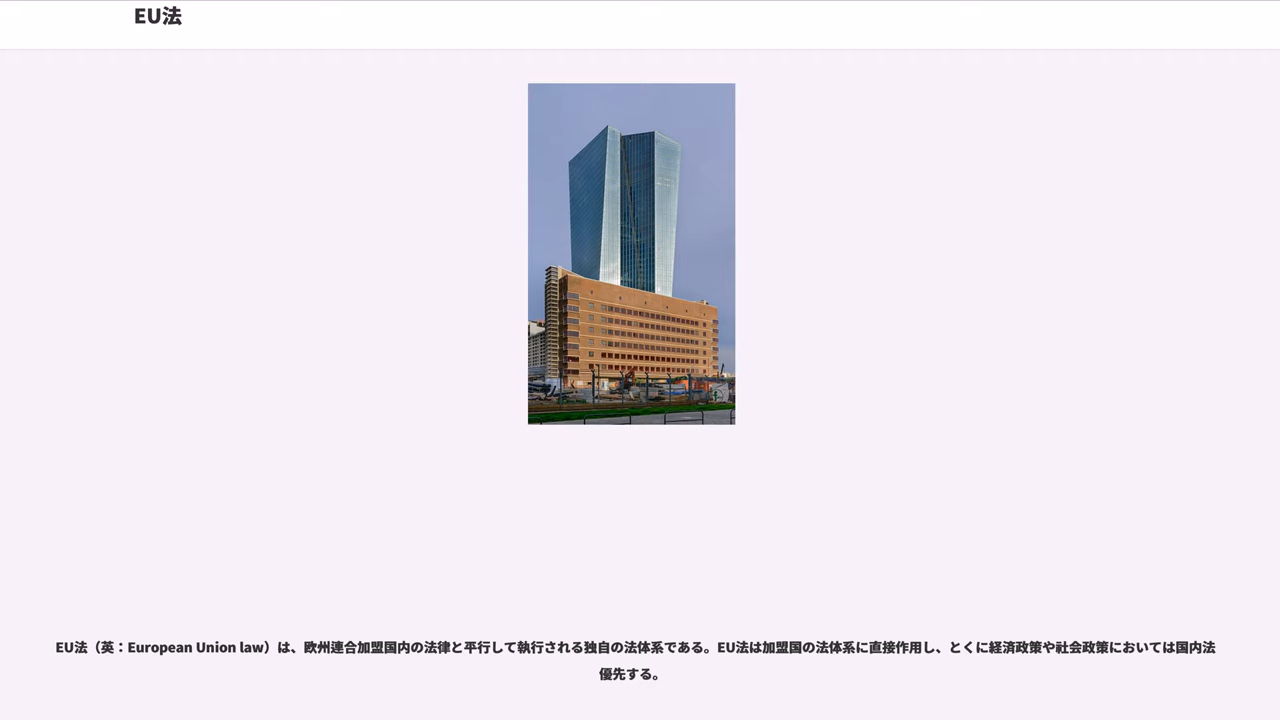 EU法
EU法（英：European Union law）は、欧州連合加盟国内の法律と平行して執行される独自の法体系である。EU法は加盟国の法体系に直接作用し、とくに経済政策や社会政策においては国内法
優先する。